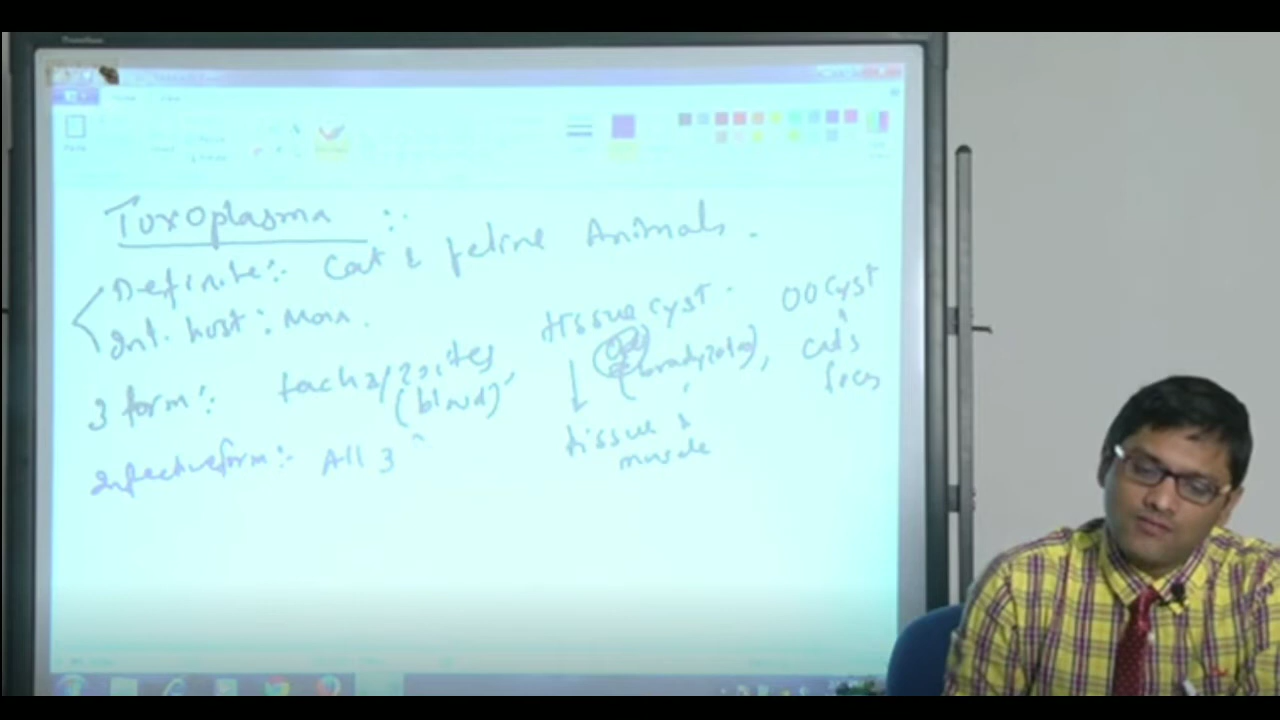 Toxoplasma :-
Definite :- Cat & feline Animals.
Int. host : Man.
3 form :- tachyzoites (blood), tissue cyst (bradyzoites), oocyst
tissue & muscle
cats feces
Infective form :- All 3